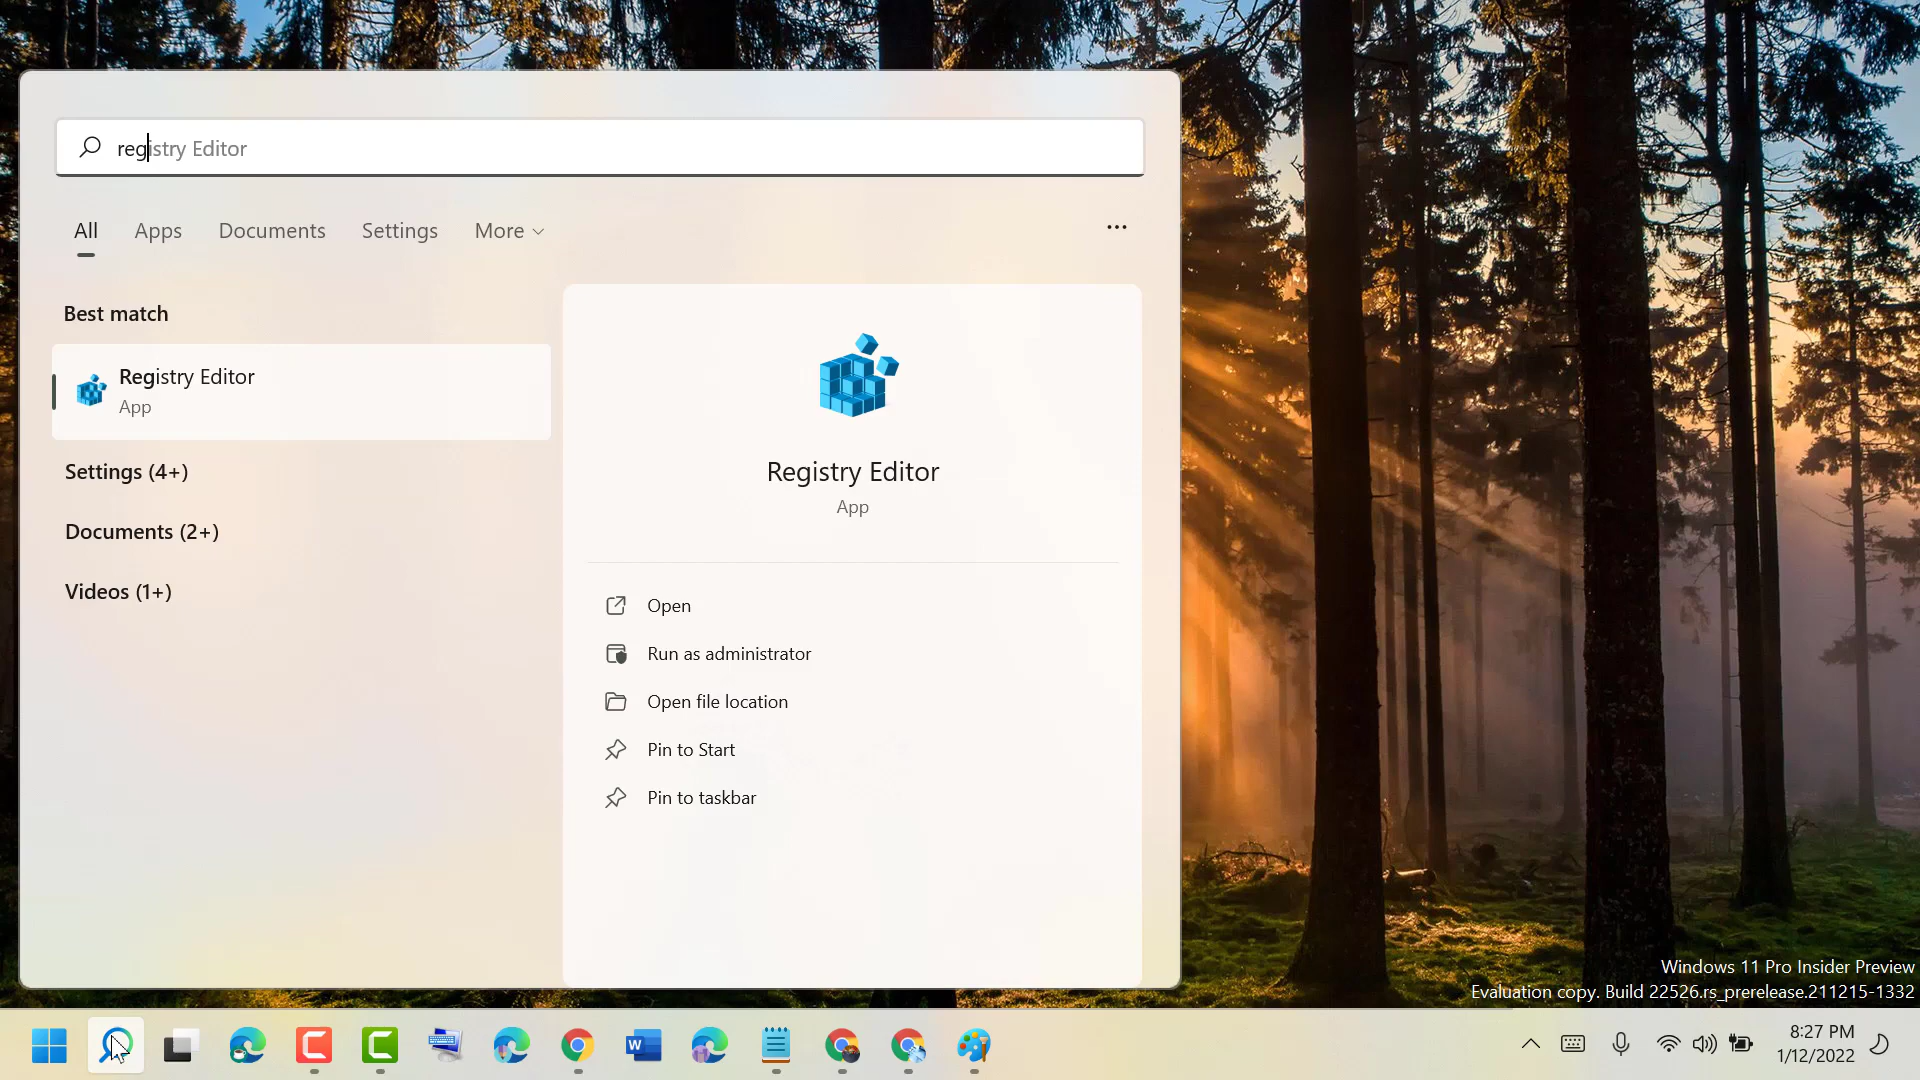 registry Editor
All Apps Documents Settings More
Best match
Registry Editor
App
Settings (4+)
Documents (2+)
Videos (1+)
Registry Editor
App
Open
Run as administrator
Open file location
Pin to Start
Pin to taskbar
Windows 11 Pro Insider Preview
Evaluation copy. Build 22526.rs_prerelease.211215-1332
8:27 PM
1/12/2022